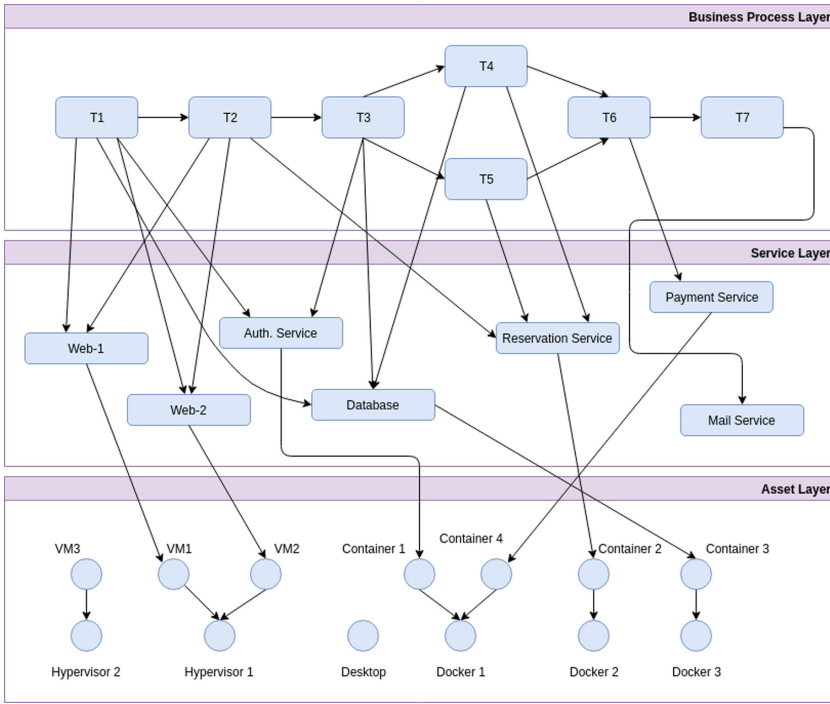 Business Process Layer
T4
T1
T2
T3
T6
T7
T5
Service Layer
Payment Service
Auth. Service
Reservation Service
Web-1
Database
Web-2
Mail Service
Asset Layer
VM3
VM1
VM2
Container 1
Container 4
Container 2
Container 3
Hypervisor 2
Hypervisor 1
Desktop
Docker 1
Docker 2
Docker 3